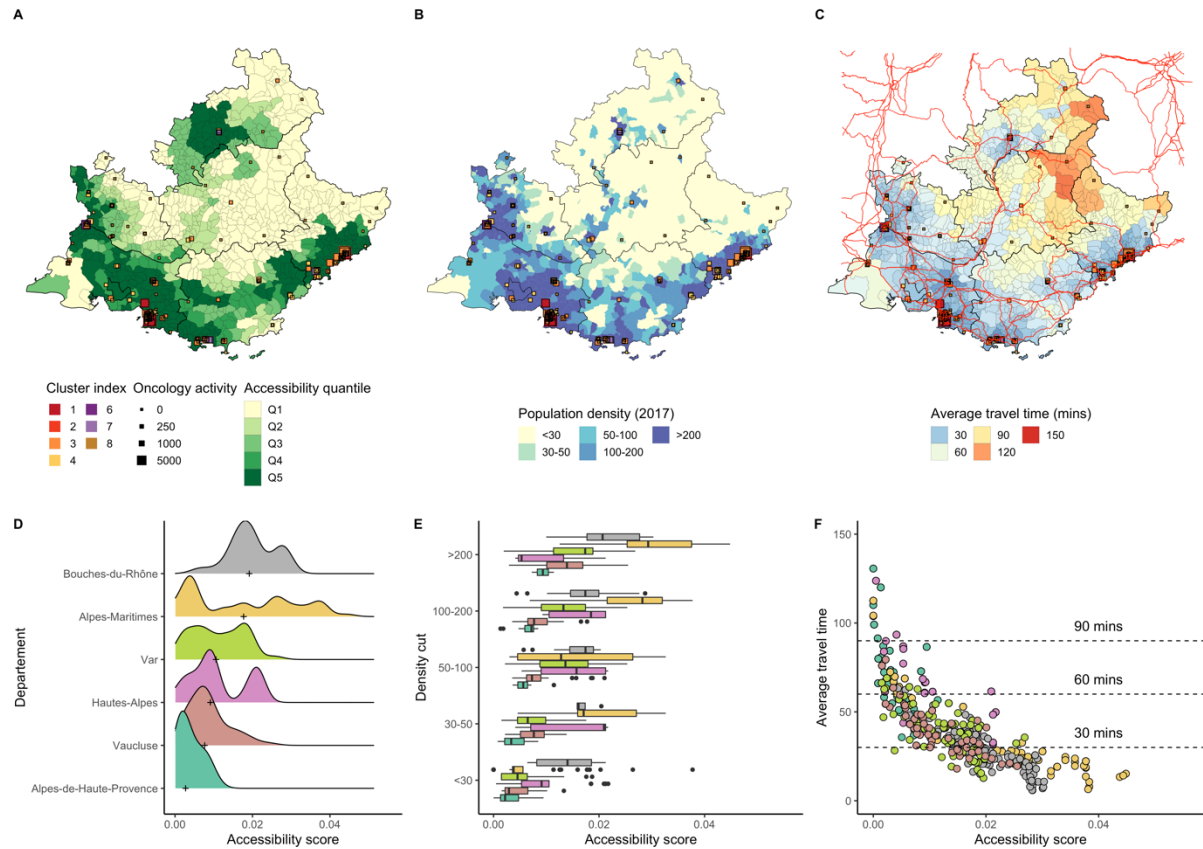 A
B
C
Cluster index
1
2
3
4
6
7
8
Oncology activity
0
250
1000
5000
Accessibility quantile
Q1
Q2
Q3
Q4
Q5
Population density (2017)
<30
30-50
50-100
100-200
>200
Average travel time (mins)
30
60
90
120
150
D
Departement
Bouches-du-Rhône
Alpes-Maritimes
Var
Hautes-Alpes
Vaucluse
Alpes-de-Haute-Provence
0.00
0.02
0.04
Accessibility score
E
Density cut
>200
100-200
50-100
30-50
<30
0.00
0.02
0.04
Accessibility score
F
Average travel time
150
100
50
0
90 mins
60 mins
30 mins
0.00
0.02
0.04
Accessibility score